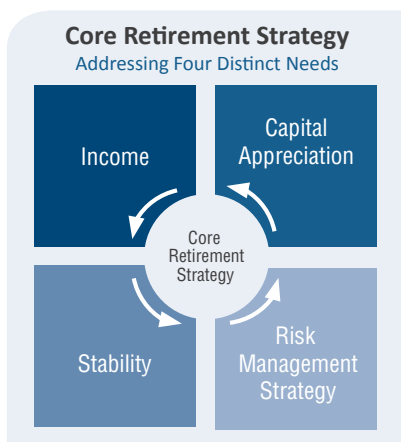 Core Retirement Strategy
Addressing Four Distinct Needs
Income
Capital
Appreciation
Core
Retirement
Strategy
Stability
Risk
Management
Strategy